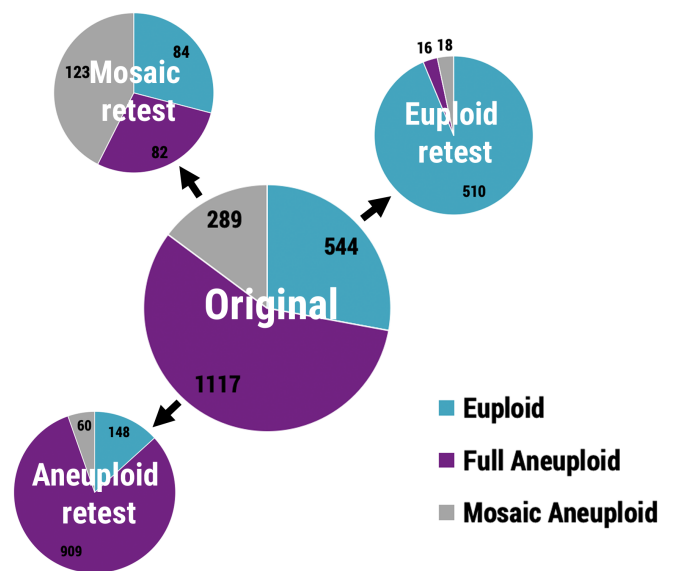 84
123
Mosaic
retest
82
16 18
Euploid
retest
510
289
544
Original
1117
60
148
Aneuploid
retest
909
Euploid
Full Aneuploid
Mosaic Aneuploid